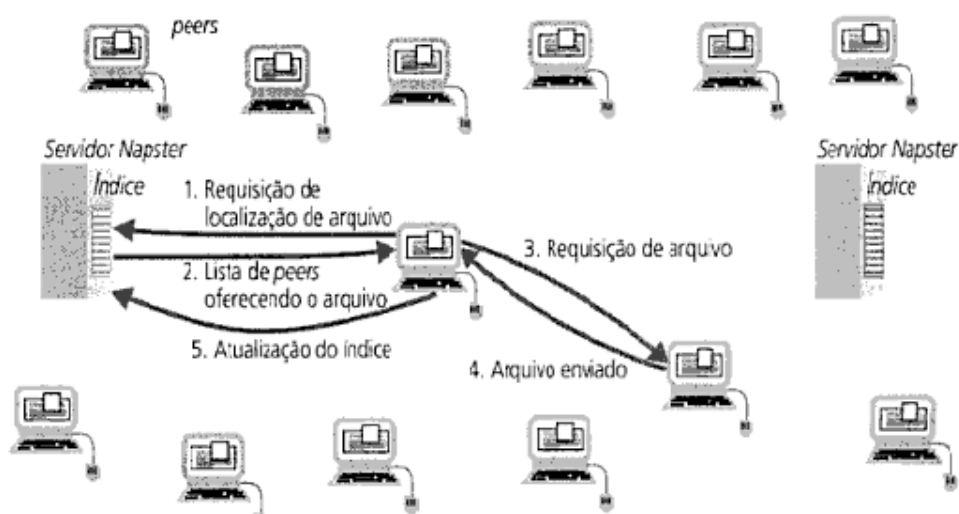 peers
Servidor Napster
Índice
Servidor Napster
Índice
1. Requisição de
localização de arquivo
2. Lista de peers
oferecendo o arquivo
3. Requisição de arquivo
4. Arquivo enviado
5. Atualização do índice